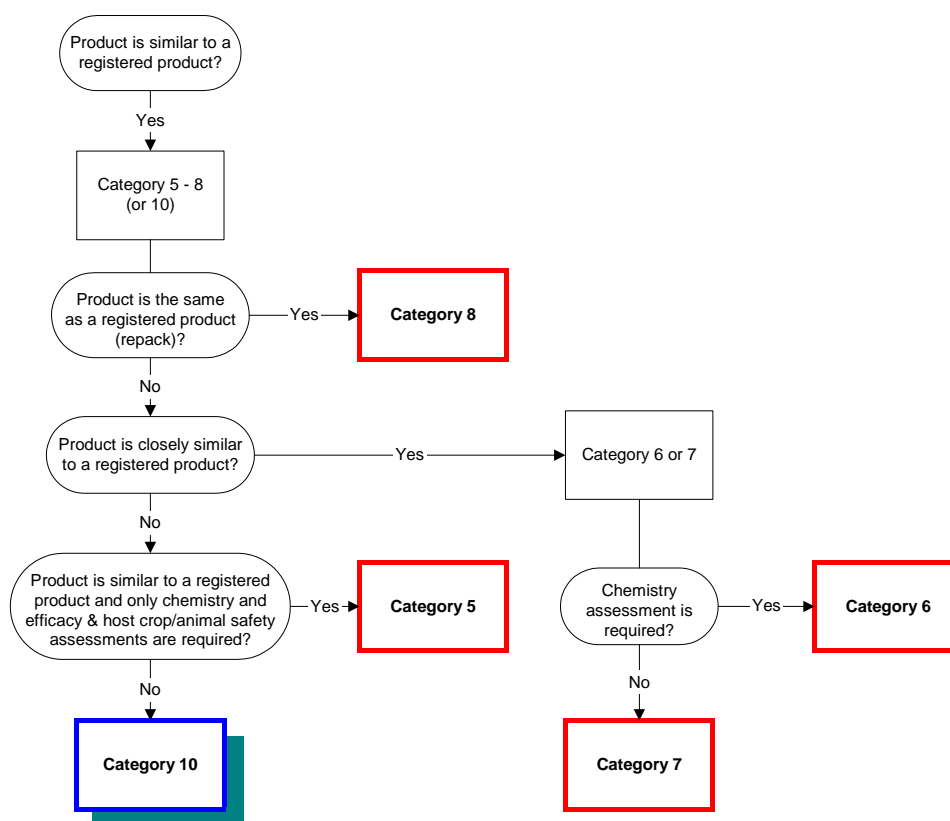 Product is similar to a
registered product?
Yes
Category 5 - 8
(or 10)
Product is the same
as a registered product
(repack)?
Yes
Category 8
No
Product is closely similar
to a registered product?
Yes
Category 6 or 7
No
Product is similar to a registered
product and only chemistry and
efficacy & host crop/animal safety
assessments are required?
Yes
Category 5
Chemistry
assessment is
required?
Yes
Category 6
No
No
Category 10
Category 7